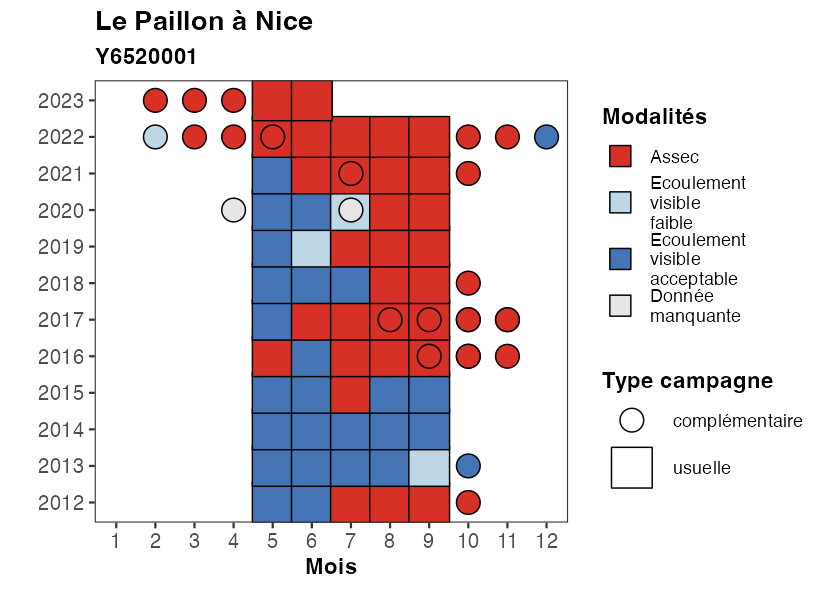 Le Paillon à Nice
Y6520001
2023
2022
2021
2020
2019
2018
2017
2016
2015
2014
2013
2012
1 2 3 4 5 6 7 8 9 10 11 12
Mois
Modalités
Assec
Ecoulement
visible
faible
Ecoulement
visible
acceptable
Donnée
manquante
Type campagne
complémentaire
usuelle